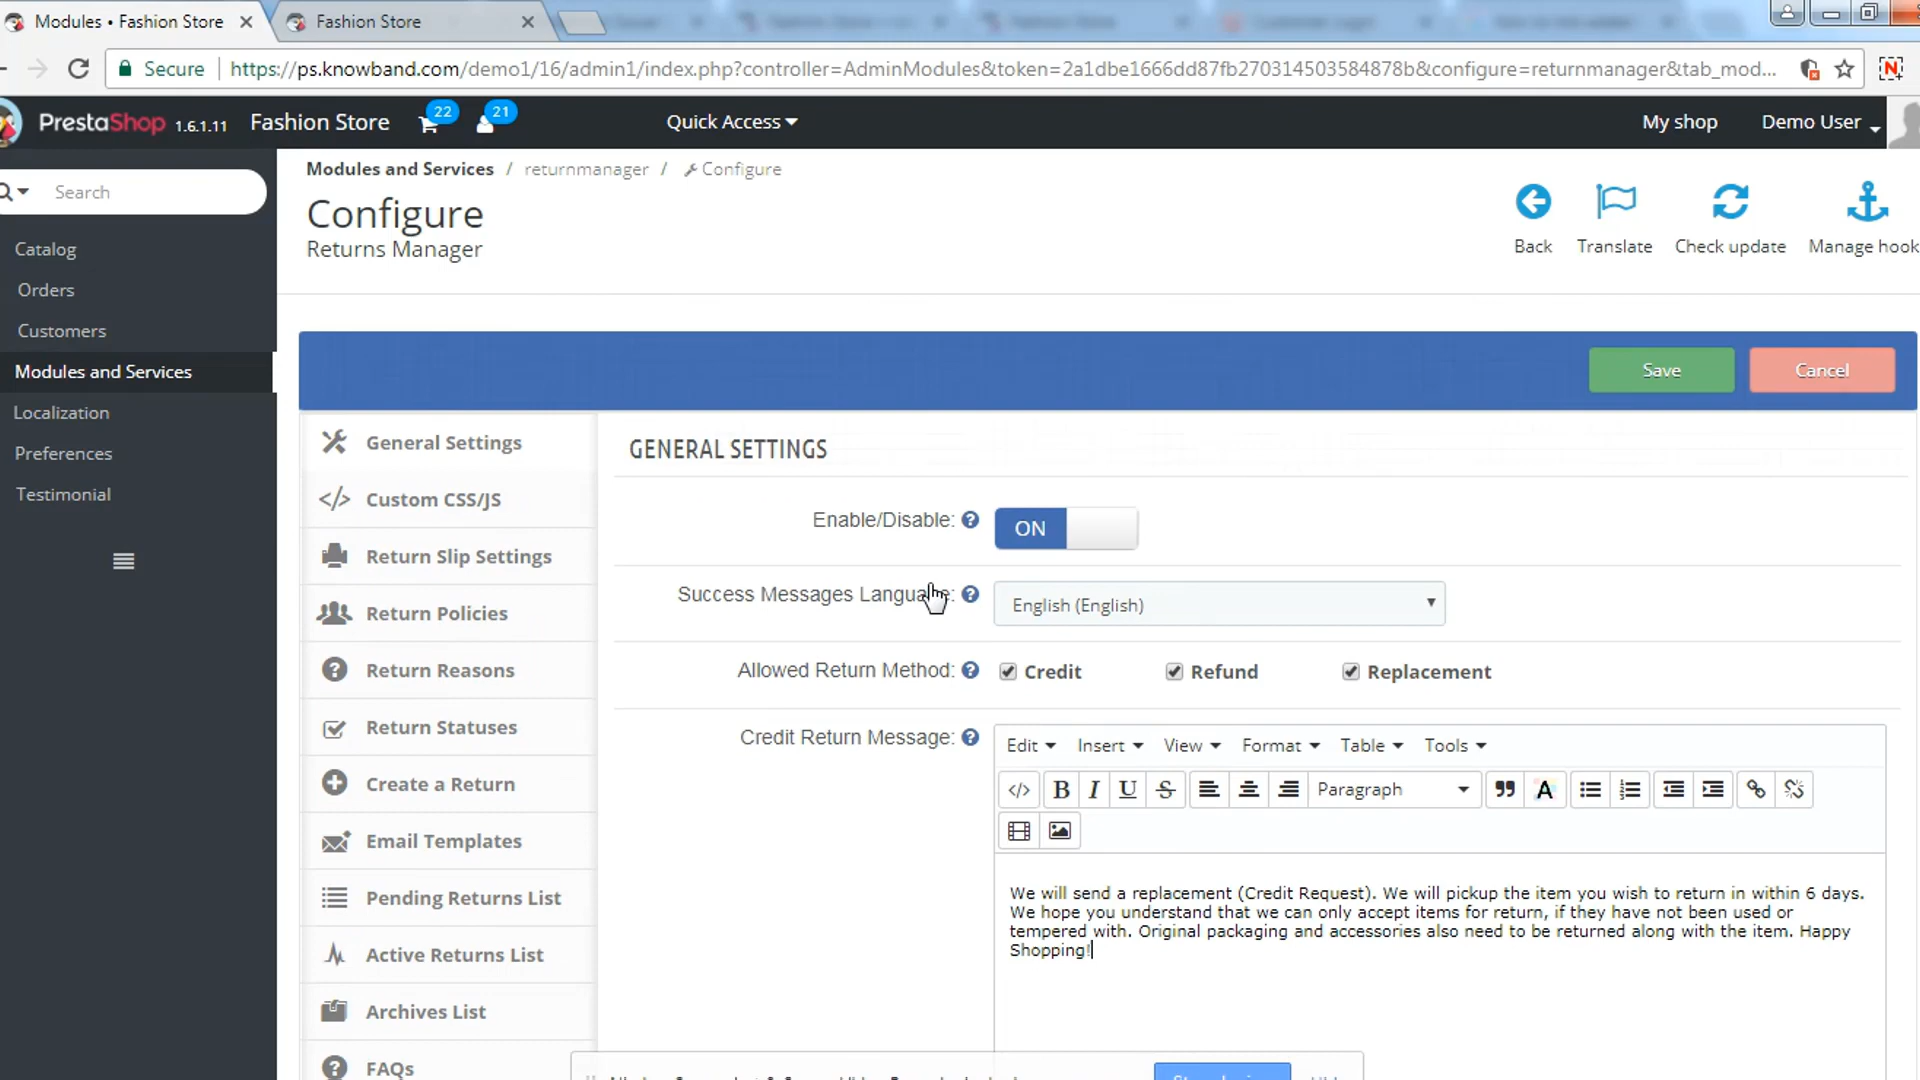 Modules • Fashion Store
Fashion Store
Secure
https://ps.knowband.com/demo1/16/admin1/index.php?controller=AdminModules&token=2a1dbe1666dd87fb270314503584878b&configure=returnmanager&tab_mod...
PrestaShop 1.6.1.11 Fashion Store 22 21 Quick Access My shop Demo User
Search
Catalog
Orders
Customers
Modules and Services
Localization
Preferences
Testimonial
Modules and Services / returnmanager / Configure
Configure
Returns Manager
Back Translate Check update Manage hook
Save Cancel
General Settings
Custom CSS/JS
Return Slip Settings
Return Policies
Return Reasons
Return Statuses
Create a Return
Email Templates
Pending Returns List
Active Returns List
Archives List
FAQs
GENERAL SETTINGS
Enable/Disable: ON
Success Messages Language: English (English)
Allowed Return Method: Credit Refund Replacement
Credit Return Message:
Edit Insert View Format Table Tools
Paragraph
We will send a replacement (Credit Request). We will pickup the item you wish to return in within 6 days.
We hope you understand that we can only accept items for return, if they have not been used or
tempered with. Original packaging and accessories also need to be returned along with the item. Happy
Shopping!